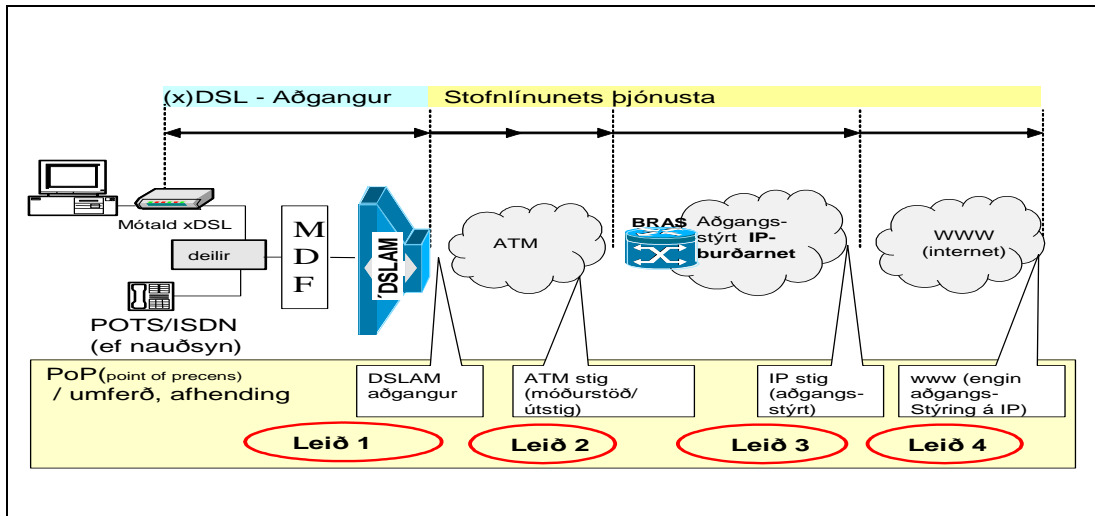 (x)DSL - Aðgangur
Stofnlínunets þjónusta
Mótald xDSL
deilir
POTS/ISDN
(ef nauðsyn)
M
D
F
´DSLAM
ATM
BRAS
Aðgangs-
stýrt IP-
burðarnet
WWW
(internet)
PoP(point of precens)
/ umferð, afhending
DSLAM
aðgangur
ATM stig
(móðurstöð/
útstig)
IP stig
(aðgangs-
stýrt)
www (engin
aðgangs-
Stýring á IP)
Leið 1
Leið 2
Leið 3
Leið 4